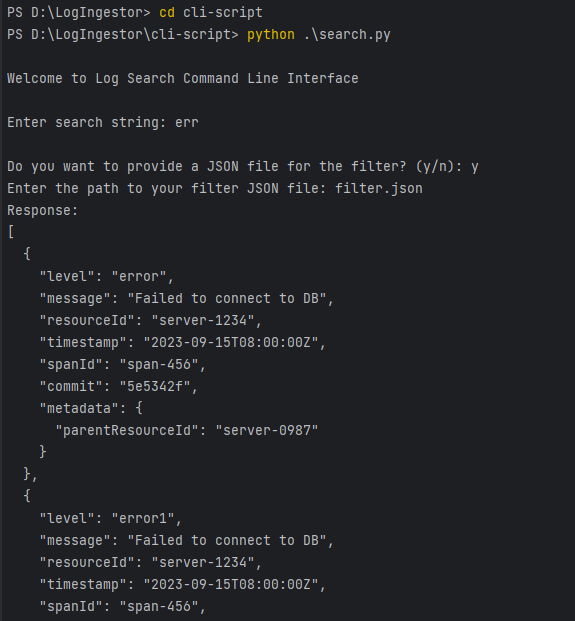 PS D:\LogIngestor> cd cli-script
PS D:\LogIngestor\cli-script> python .\search.py
Welcome to Log Search Command Line Interface
Enter search string: err
Do you want to provide a JSON file for the filter? (y/n): y
Enter the path to your filter JSON file: filter.json
Response:
[
  {
    "level": "error",
    "message": "Failed to connect to DB",
    "resourceId": "server-1234",
    "timestamp": "2023-09-15T08:00:00Z",
    "spanId": "span-456",
    "commit": "5e5342f",
    "metadata": {
      "parentResourceId": "server-0987"
    }
  },
  {
    "level": "error1",
    "message": "Failed to connect to DB",
    "resourceId": "server-1234",
    "timestamp": "2023-09-15T08:00:00Z",
    "spanId": "span-456",